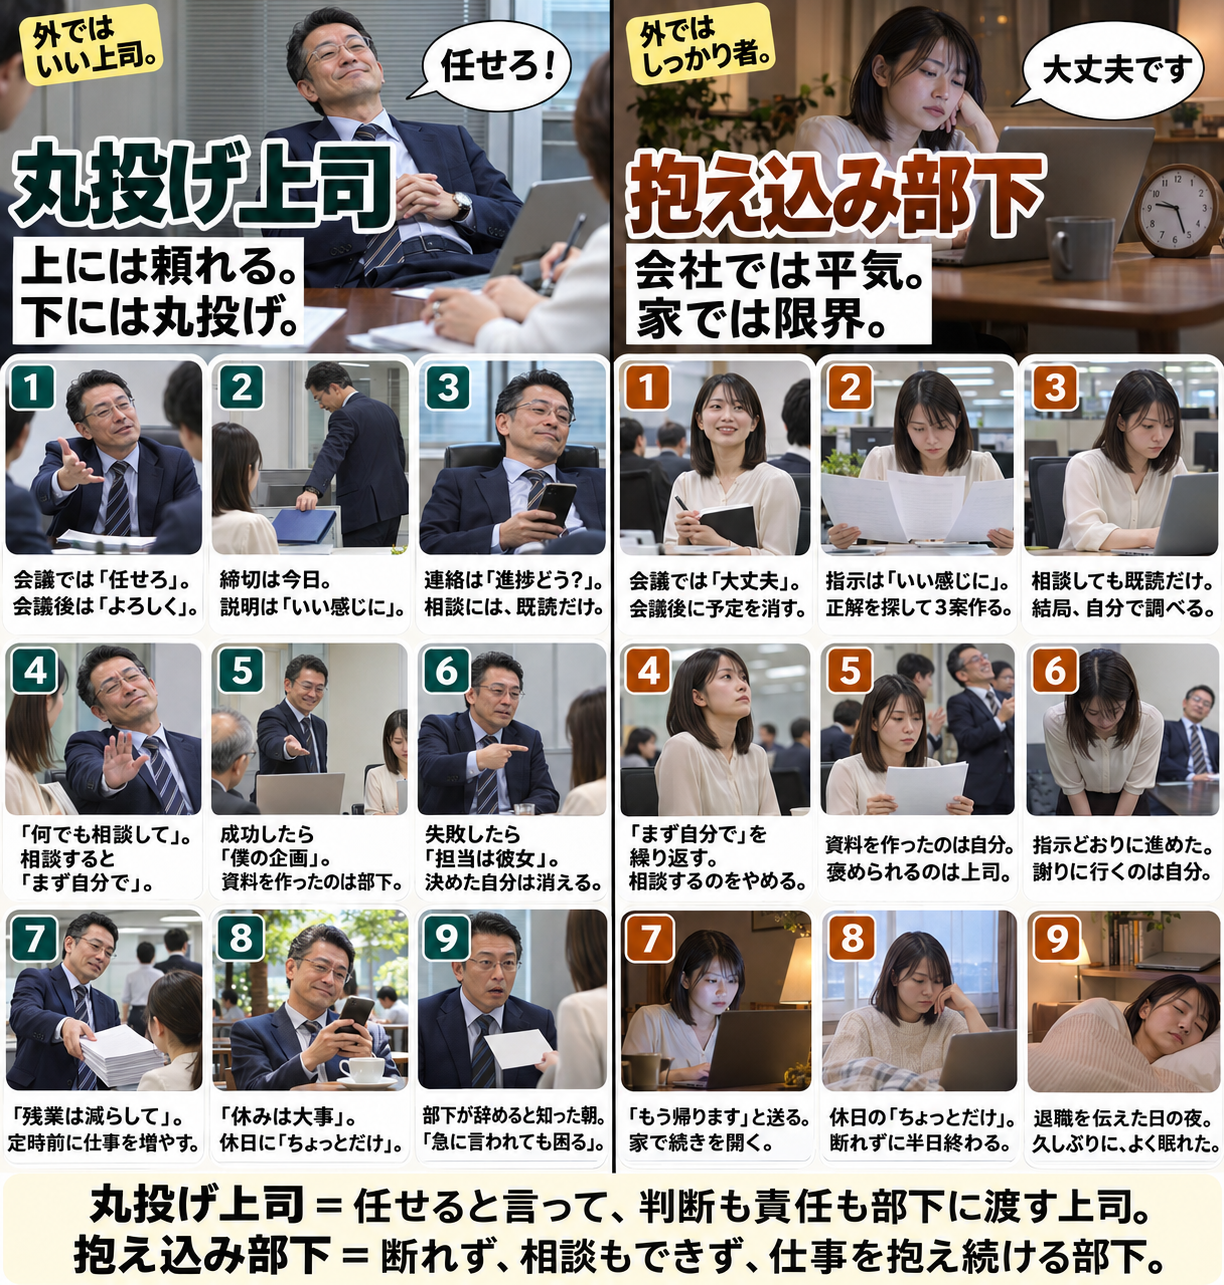 外では
いい上司。
任せろ！
丸投げ上司
上には頼れる。
下には丸投げ。
1
会議では「任せろ」。
会議後は「よろしく」。
2
締切は今日。
説明は「いい感じに」。
3
連絡は「進捗どう？」。
相談には、既読だけ。
4
「何でも相談して」。
相談すると
「まず自分で」。
5
成功したら
「僕の企画」。
資料を作ったのは部下。
6
失敗したら
「担当は彼女」。
決めた自分は消える。
7
「残業は減らして」。
定時前に仕事を増やす。
8
「休みは大事」。
休日に「ちょっとだけ」。
9
部下が辞めると知った朝。
「急に言われても困る」。
外では
しっかり者。
大丈夫です
抱え込み部下
会社では平気。
家では限界。
1
会議では「大丈夫」。
会議後に予定を消す。
2
指示は「いい感じに」。
正解を探して3案作る。
3
相談しても既読だけ。
結局、自分で調べる。
4
「まず自分で」を
繰り返す。
相談するのをやめる。
5
資料を作ったのは自分。
褒められるのは上司。
6
指示どおりに進めた。
謝りに行くのは自分。
7
「もう帰ります」と送る。
家で続きを開く。
8
休日の「ちょっとだけ」。
断れずに半日終わる。
9
退職を伝えた日の夜。
久しぶりに、よく眠れた。
丸投げ上司＝任せると言って、判断も責任も部下に渡す上司。
抱え込み部下＝断れず、相談もできず、仕事を抱え続ける部下。